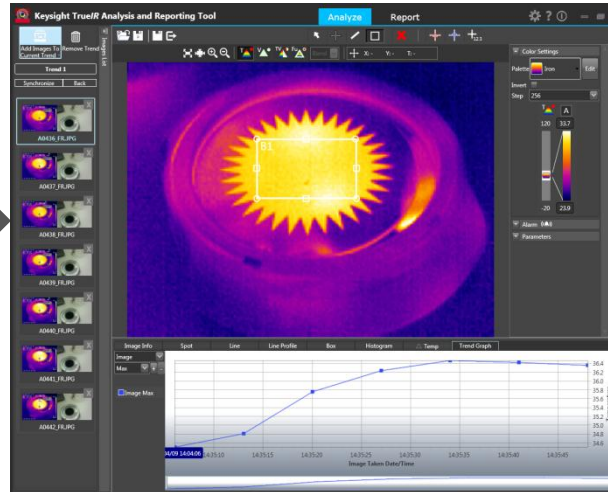 Keysight TrueIR Analysis and Reporting Tool
Analyze
Report
Add Images To
Current Trend
Remove Trend
Images List
Trend 1
Synchronize
Back
A0436_FR.JPG
A0437_FR.JPG
A0438_FR.JPG
A0439_FR.JPG
A0440_FR.JPG
A0441_FR.JPG
A0442_FR.JPG
X: -
Y: -
T: -
B1
Color Settings
Palette
Iron
Edit
Invert
Step
256
A
120
33.7
-20
21.9
Alarm
Parameters
Image Info
Spot
Line
Line Profile
Box
Histogram
Temp
Trend Graph
Image
Max
Image Max
36.4
36.2
36.0
35.8
35.6
35.4
35.2
35.0
34.8
34.6
04/09 14:04:06
14:35:10
14:35:15
14:35:20
14:35:25
14:35:30
14:35:35
14:35:40
14:35:45
Image Taken Date/Time